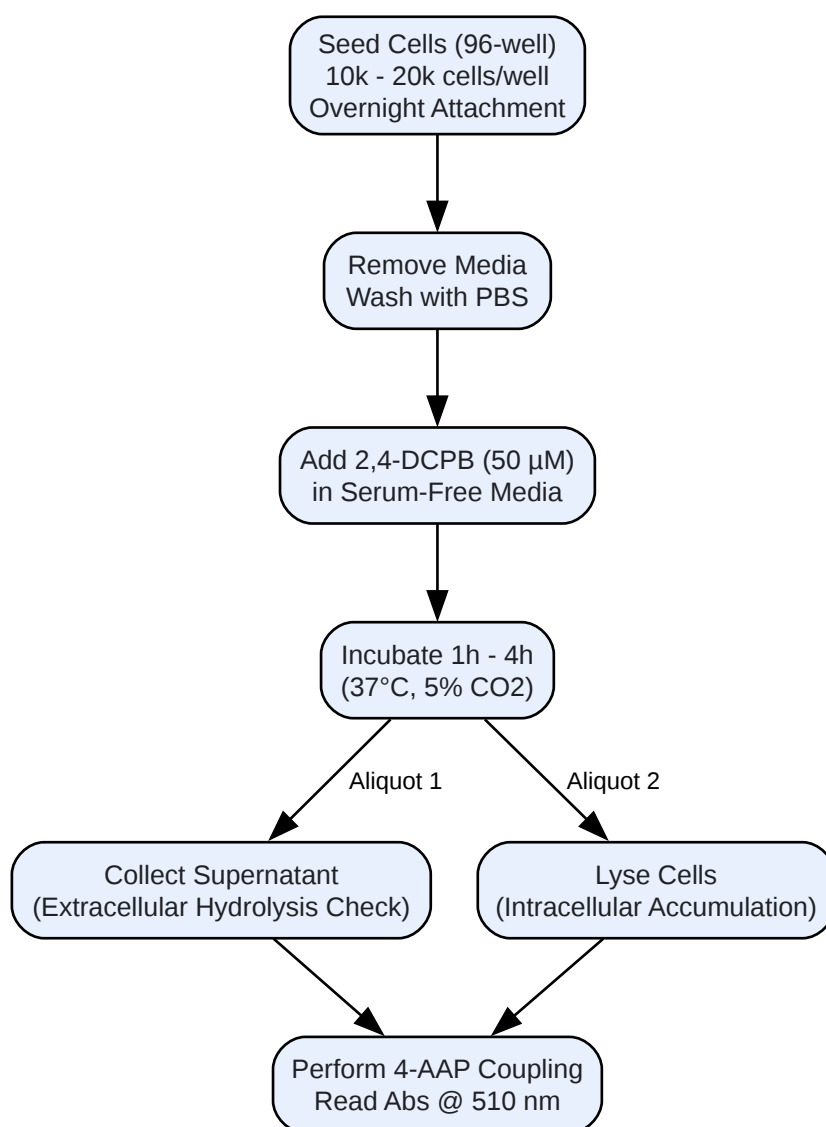 Seed Cells (96-well)
10k - 20k cells/well
Overnight Attachment
Remove Media
Wash with PBS
Add 2,4-DCPB (50 µM)
in Serum-Free Media
Incubate 1h - 4h
(37°C, 5% CO2)
Aliquot 1
Aliquot 2
Collect Supernatant
(Extracellular Hydrolysis Check)
Lyse Cells
(Intracellular Accumulation)
Perform 4-AAP Coupling
Read Abs @ 510 nm